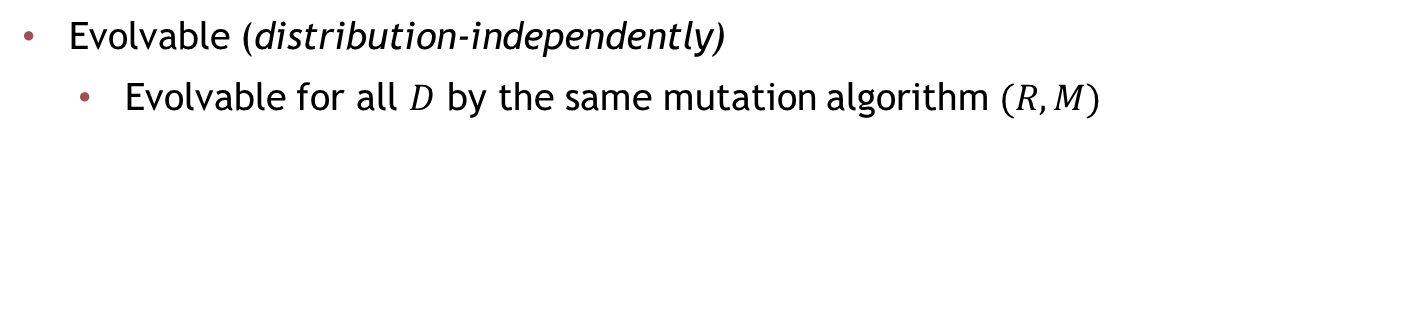 • Evolvable (distribution-independently)
• Evolvable for all D by the same mutation algorithm (R, M)